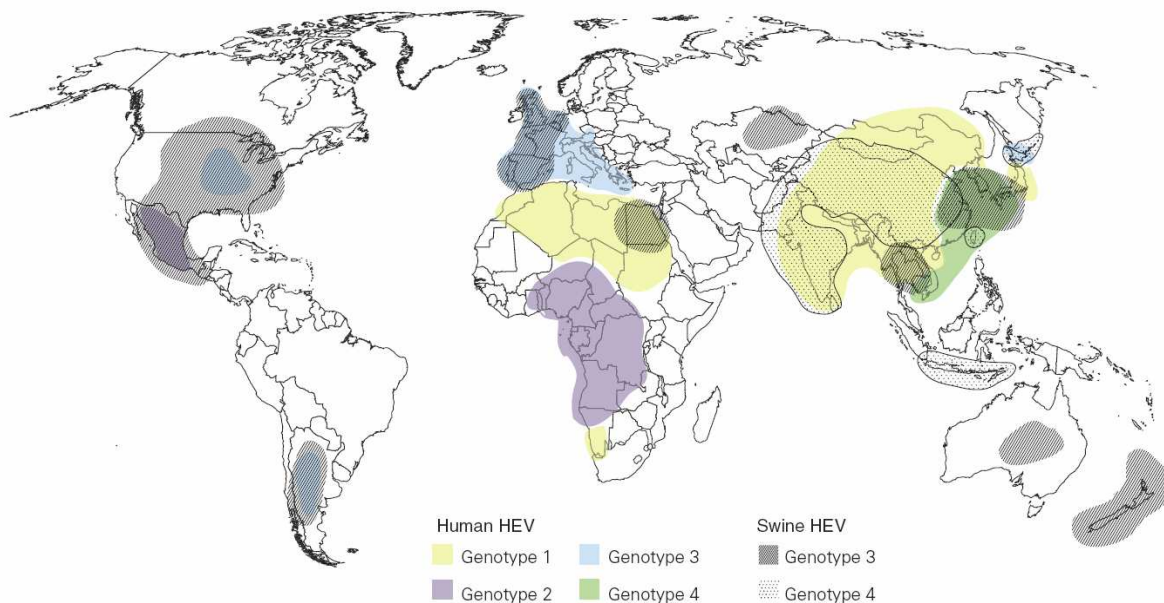 Human HEV
Swine HEV
Genotype 1
Genotype 3
Genotype 3
Genotype 2
Genotype 4
Genotype 4